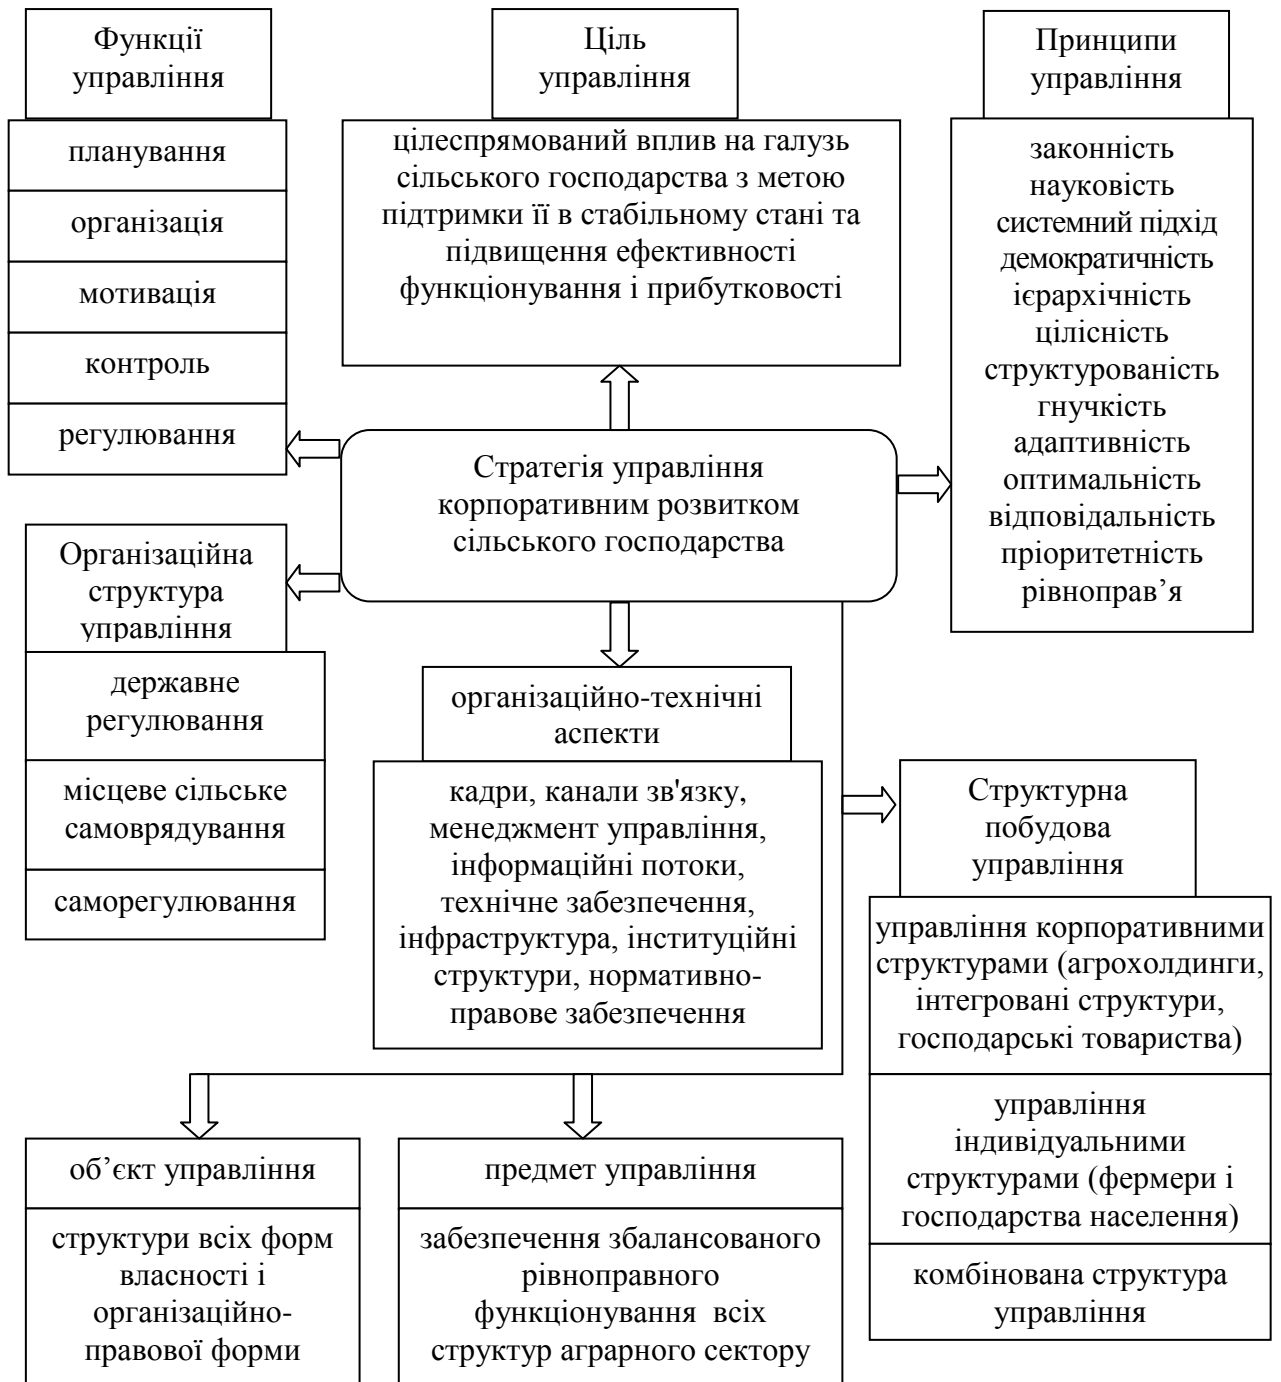 Функції
управління
планування
організація
мотивація
контроль
регулювання
Ціль
управління
цілеспрямований вплив на галузь
сільського господарства з метою
підтримки її в стабільному стані та
підвищення ефективності
функціонування і прибутковості
Принципи
управління
законність
науковість
системний підхід
демократичність
ієрархічність
цілісність
структурованість
гнучкість
адаптивність
оптимальність
відповідальність
пріоритетність
рівноправ’я
Стратегія управління
корпоративним розвитком
сільського господарства
Організаційна
структура
управління
державне
регулювання
місцеве сільське
самоврядування
саморегулювання
організаційно-технічні
аспекти
кадри, канали зв'язку,
менеджмент управління,
інформаційні потоки,
технічне забезпечення,
інфраструктура, інституційні
структури, нормативно-
правове забезпечення
Структурна
побудова
управління
управління корпоративними
структурами (агрохолдинги,
інтегровані структури,
господарські товариства)
управління
індивідуальними
структурами (фермери і
господарства населення)
комбінована структура
управління
об’єкт управління
структури всіх форм
власності і
організаційно-
правової форми
предмет управління
забезпечення збалансованого
рівноправного
функціонування всіх
структур аграрного сектору